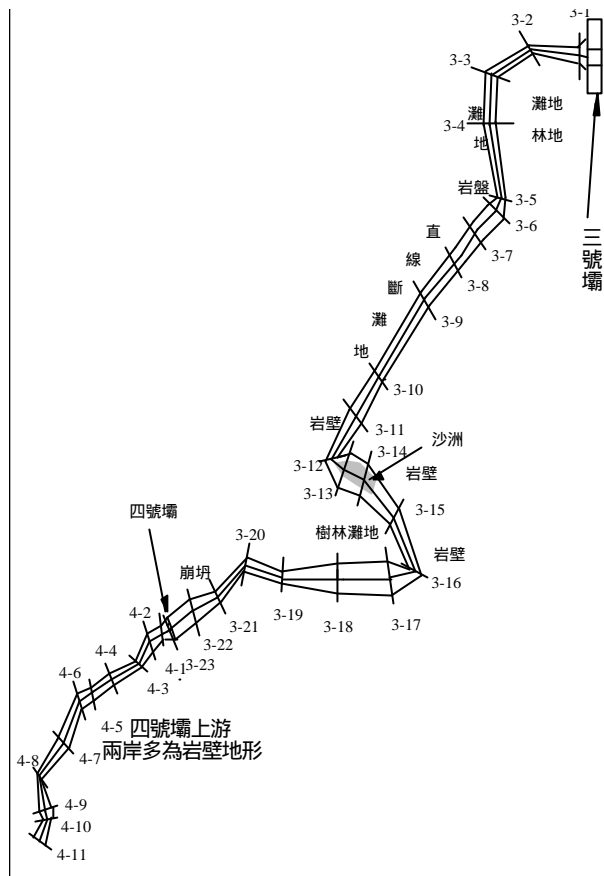 3-1
3-2
3-3
灘地
灘地
3-4
林地
岩盤
3-5
3-6
三號壩
直線斷
3-7
3-8
3-9
灘地
3-10
3-11
岩壁
沙洲
3-12
3-14
岩壁
3-13
3-15
四號壩
樹林灘地
3-20
岩壁
3-16
崩坍
3-19
3-18
3-17
3-21
3-22
4-2
4-1
3-23
4-4
4-3
4-6
4-5
四號壩上游
兩岸多為岩壁地形
4-7
4-8
4-9
4-10
4-11